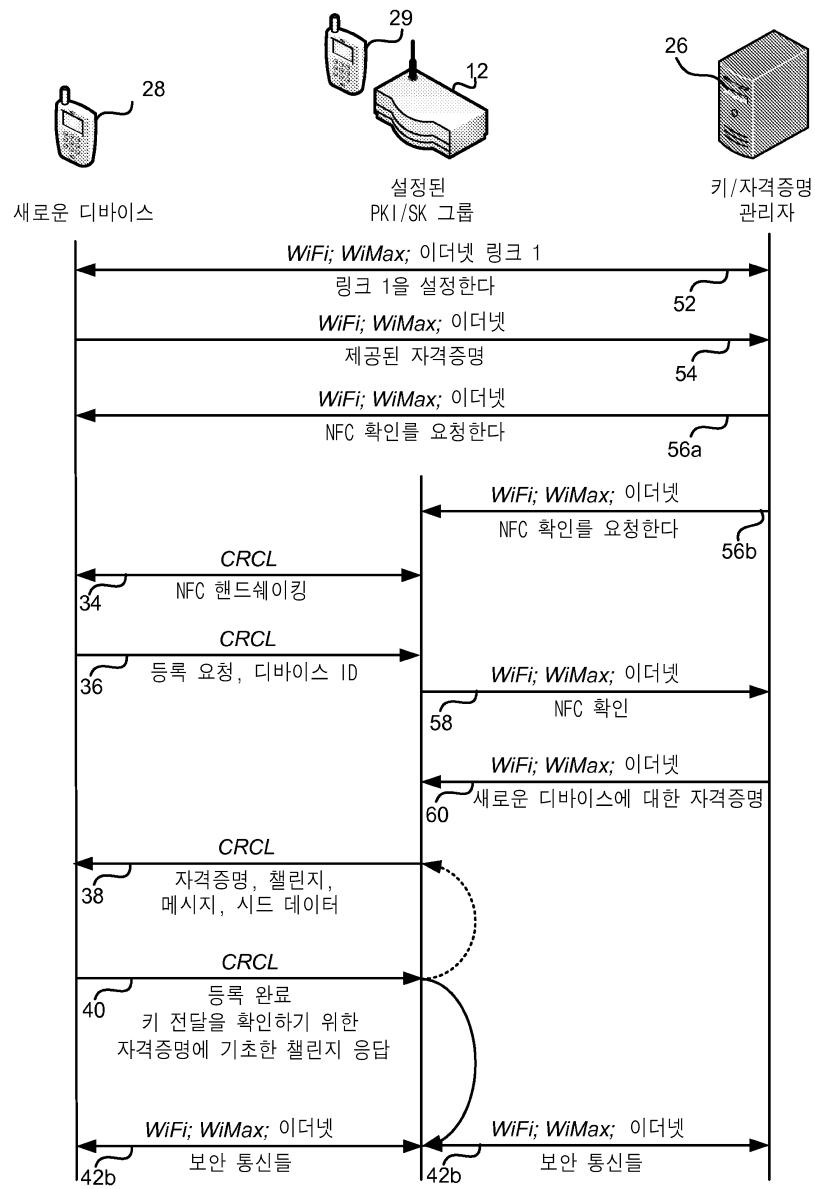 29
28
12
26
새로운 디바이스
설정된
PKI/SK 그룹
키/자격증명
관리자
WiFi; WiMax; 이더넷 링크 1
링크 1을 설정한다
52
WiFi; WiMax; 이더넷
제공된 자격증명
54
WiFi; WiMax; 이더넷
NFC 확인를 요청한다
56a
WiFi; WiMax; 이더넷
NFC 확인를 요청한다
56b
CRCL
NFC 핸드쉐이킹
34
CRCL
등록 요청, 디바이스 ID
36
WiFi; WiMax; 이더넷
NFC 확인
58
WiFi; WiMax; 이더넷
새로운 디바이스에 대한 자격증명
60
CRCL
자격증명, 챌린지,
메시지, 시드 데이터
38
CRCL
등록 완료
키 전달을 확인하기 위한
자격증명에 기초한 챌린지 응답
40
WiFi; WiMax; 이더넷
보안 통신들
42b
WiFi; WiMax; 이더넷
보안 통신들
42b